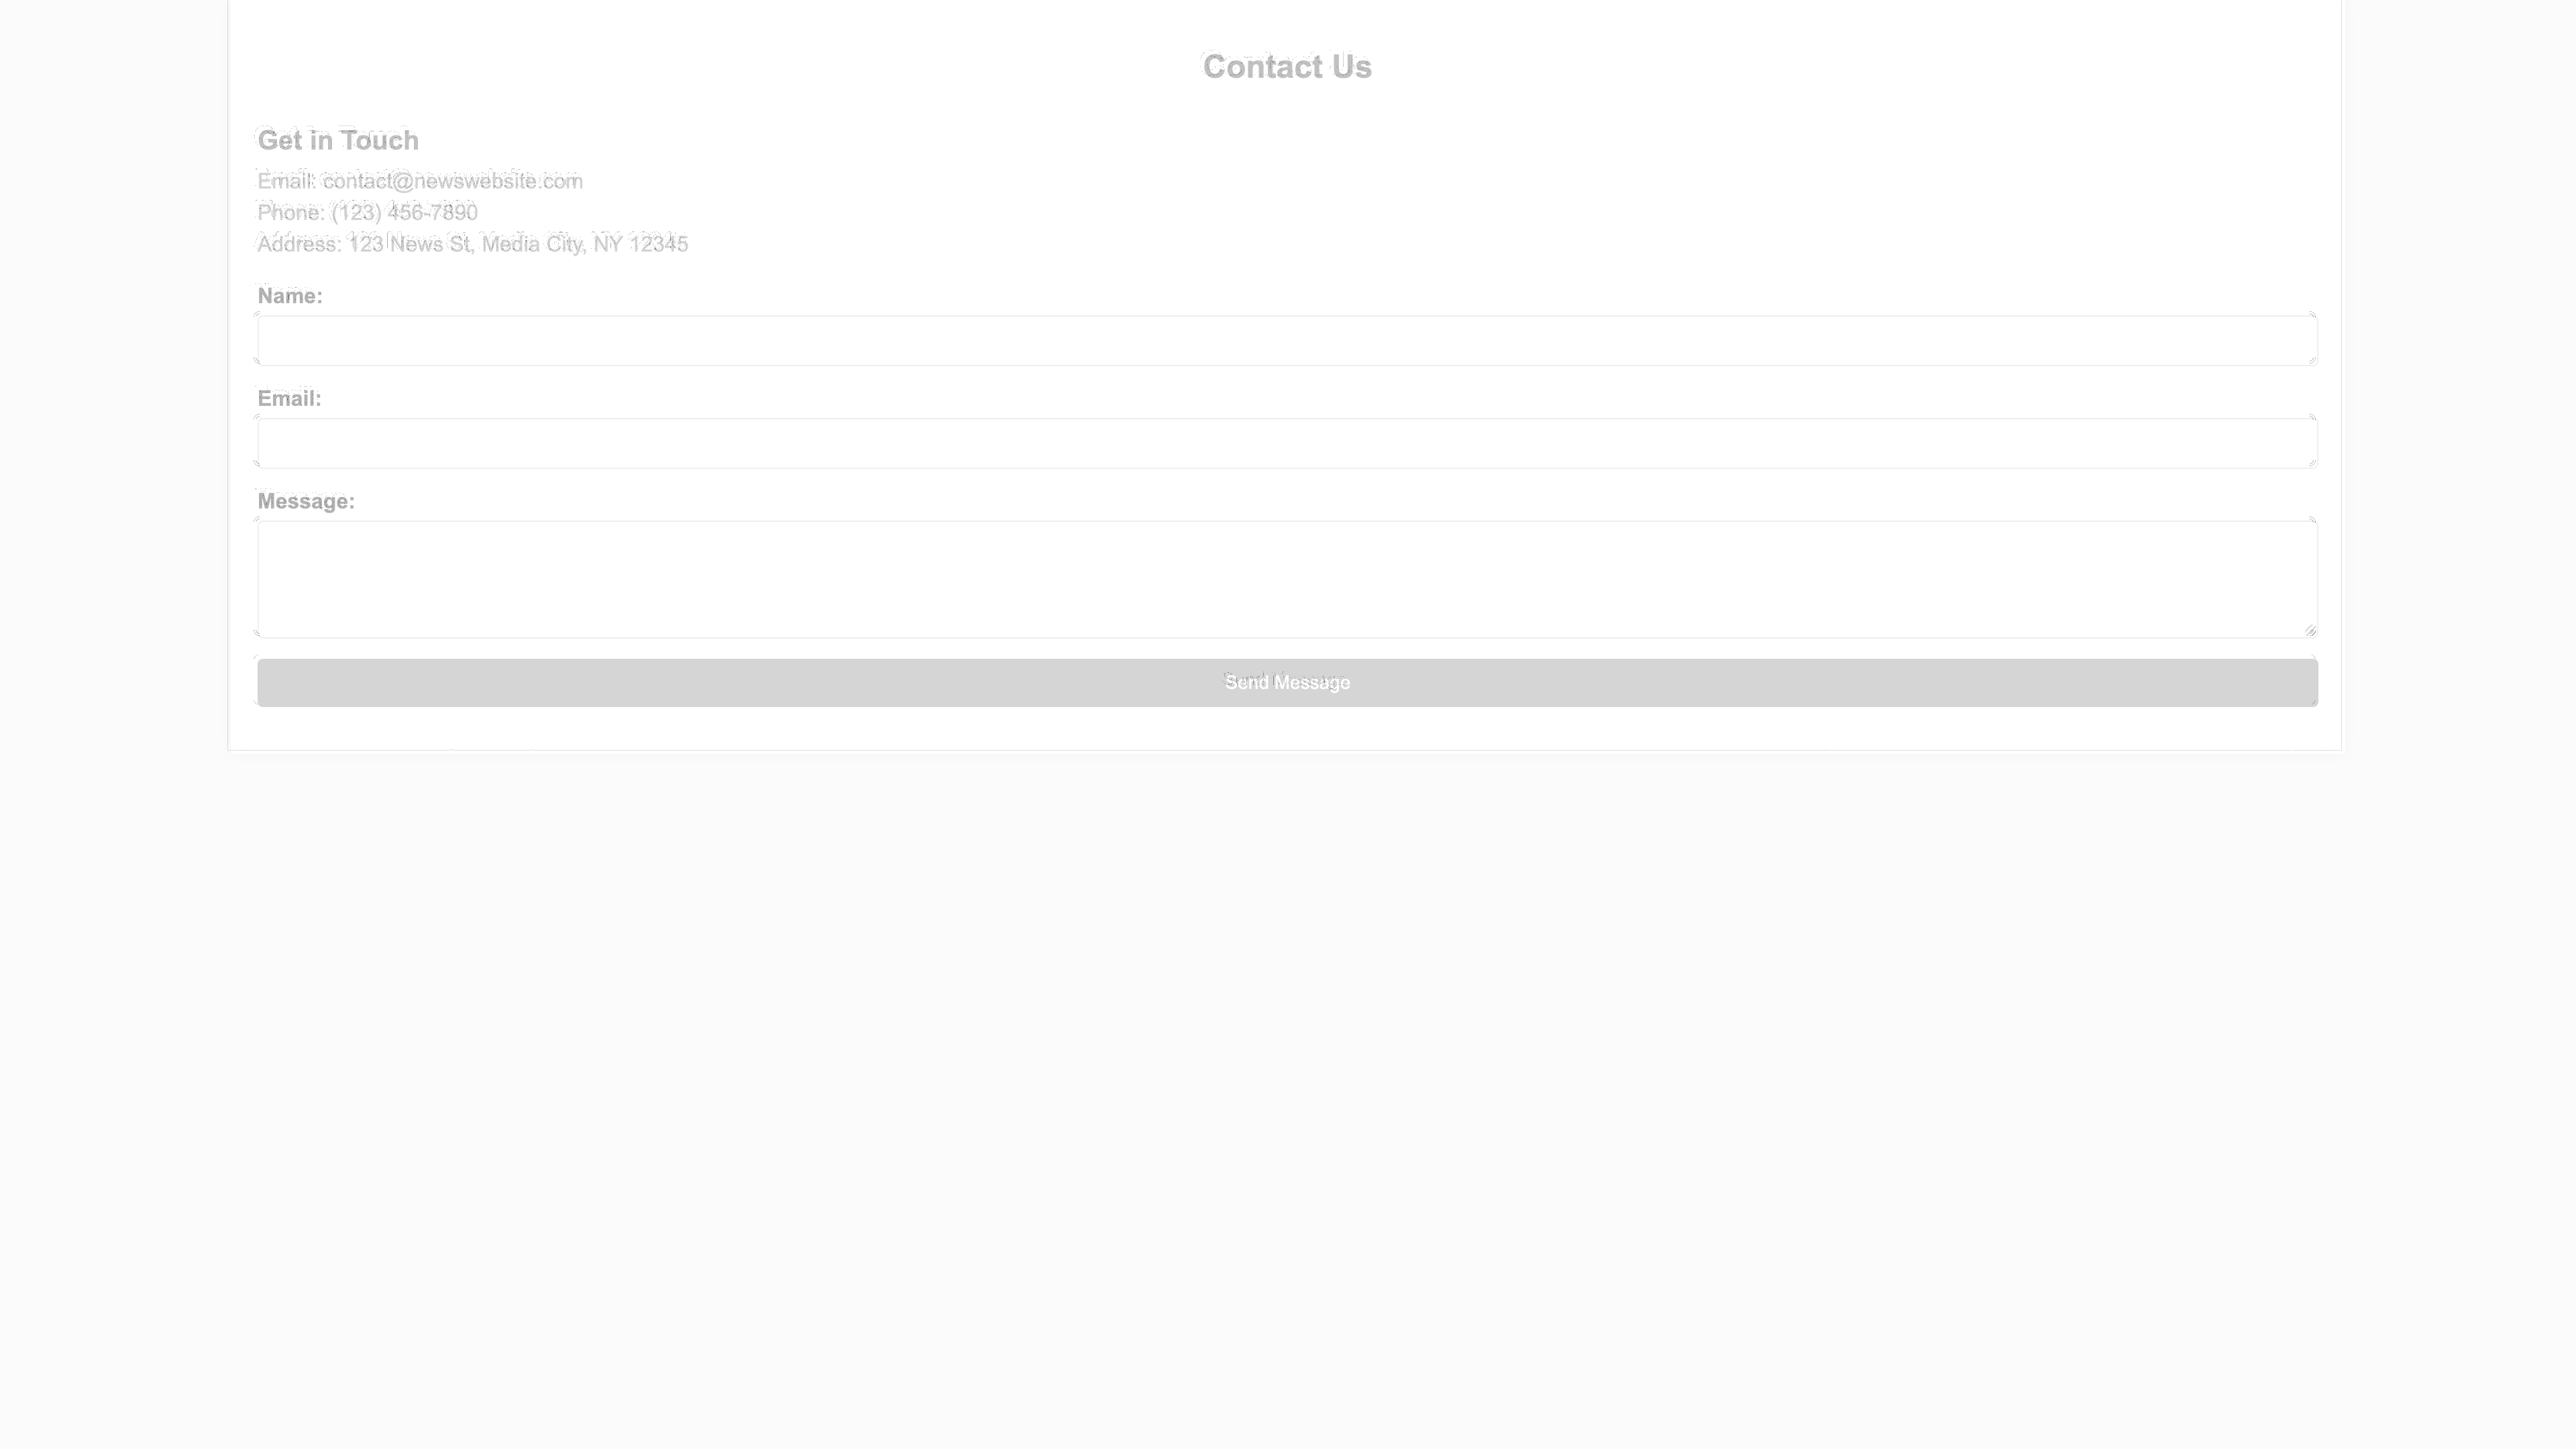 Contact Us
Get in Touch
Email: contact@newswebsite.com
Phone: (123) 456-7890
Address: 123 News St, Media City, NY 12345
Name:
Email:
Message:
Send Message